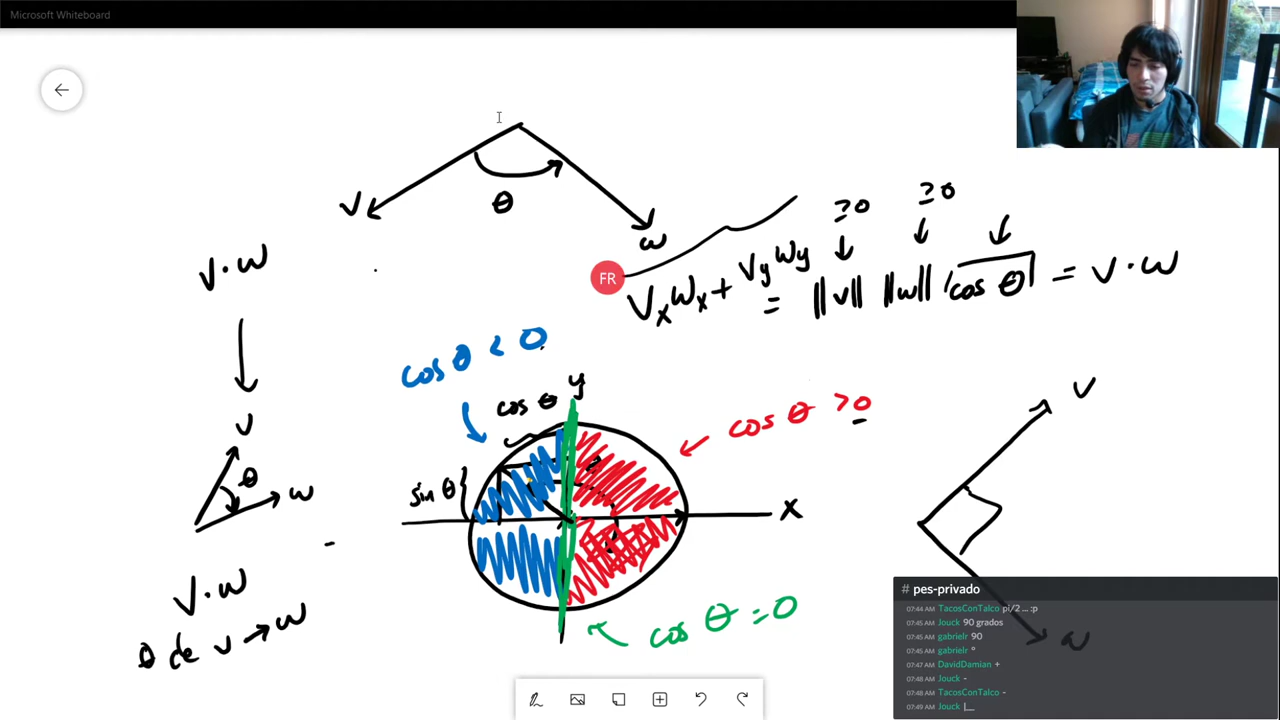 Microsoft Whiteboard
v
θ
w
≥0
≥0
FR
VxWx + VyWy = ||v|| ||w|| cos θ = v · w
v · w
v
θ
w
v · w
θ de v → w
cos θ < 0
cos θ
y
sin θ
x
cos θ > 0
cos θ = 0
v
w
# pes-privado
07:44 AM TacosConTalco pi/2 ... :p
07:45 AM Jouck 90 grados
07:45 AM gabrielr 90
07:45 AM gabrielr °
07:47 AM DavidDamian +
07:48 AM Jouck -
07:48 AM TacosConTalco -
07:49 AM Jouck |__